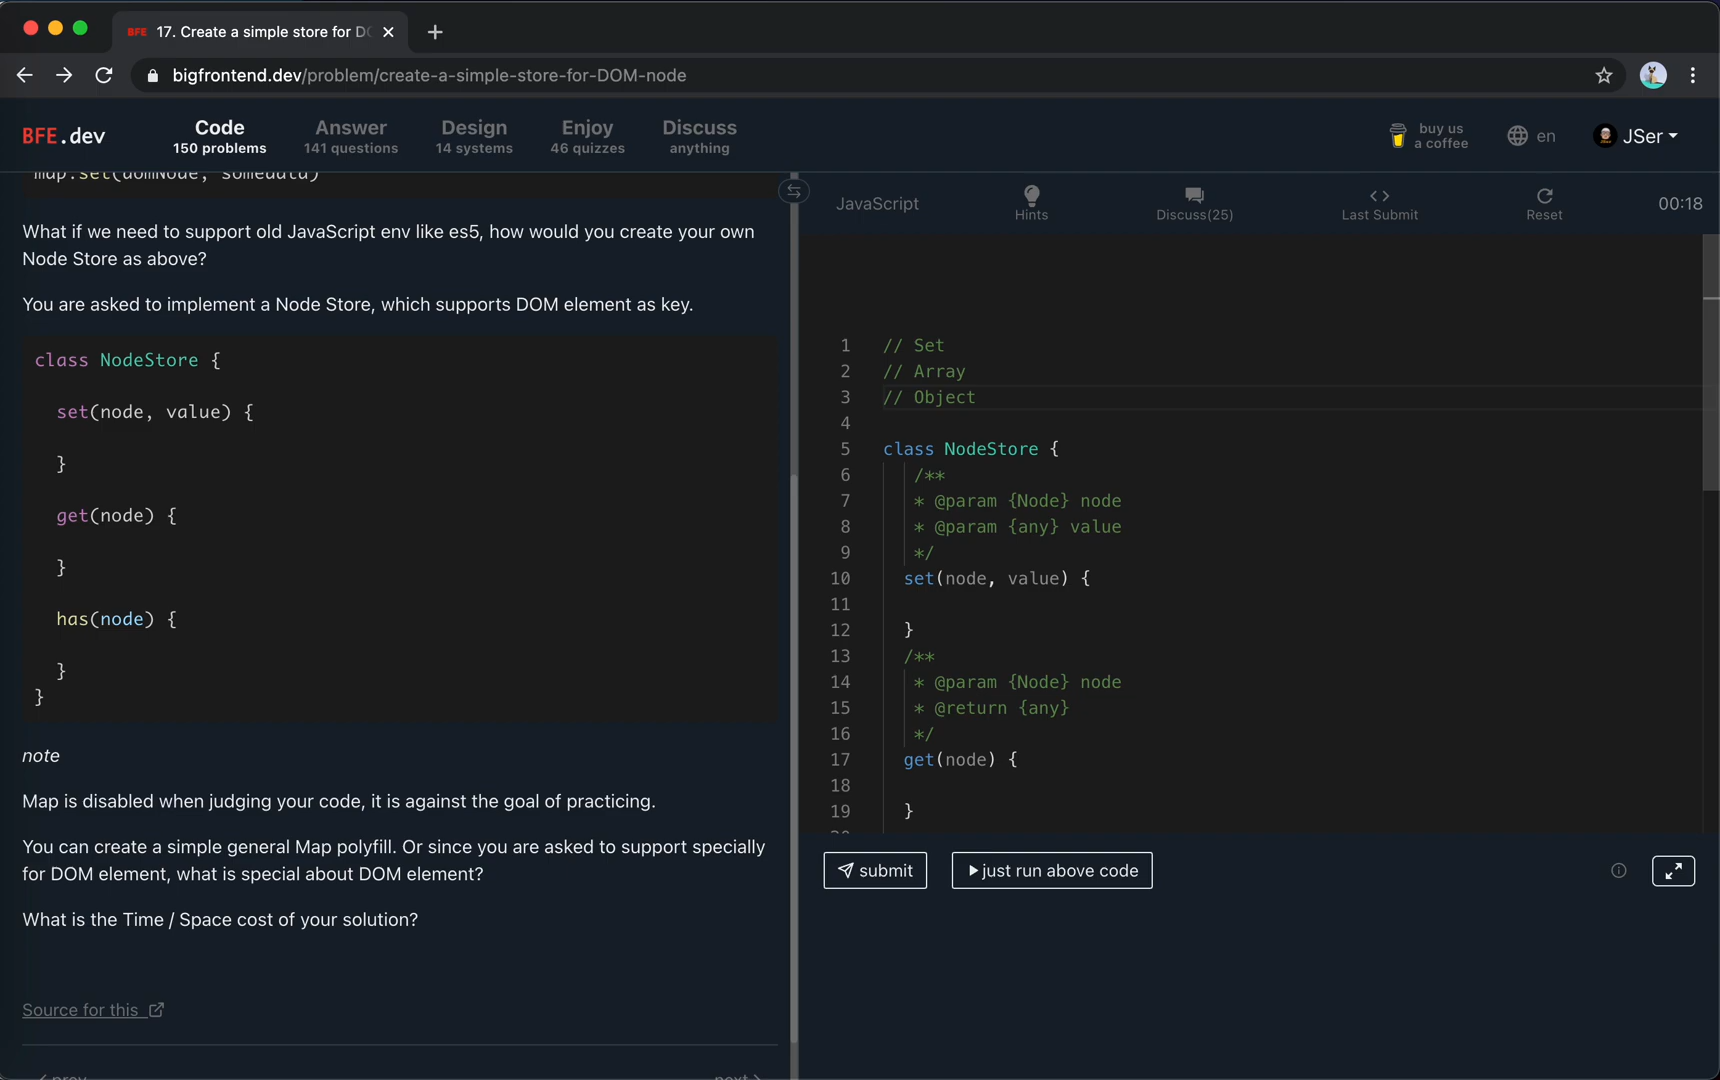 BFE 17. Create a simple store for DO
bigfrontend.dev/problem/create-a-simple-store-for-DOM-node
BFE.dev
Code
150 problems
Answer
141 questions
Design
14 systems
Enjoy
46 quizzes
Discuss
anything
buy us
a coffee
en
JSer
map.set(domNode, somedata)
What if we need to support old JavaScript env like es5, how would you create your own
Node Store as above?
You are asked to implement a Node Store, which supports DOM element as key.
class NodeStore {
set(node, value) {
}
get(node) {
}
has(node) {
}
}
note
Map is disabled when judging your code, it is against the goal of practicing.
You can create a simple general Map polyfill. Or since you are asked to support specially
for DOM element, what is special about DOM element?
What is the Time / Space cost of your solution?
Source for this
prev
next
JavaScript
Hints
Discuss(25)
Last Submit
Reset
00:18
1 // Set
2 // Array
3 // Object
4
5 class NodeStore {
6 /**
7 * @param {Node} node
8 * @param {any} value
9 */
10 set(node, value) {
11
12 }
13 /**
14 * @param {Node} node
15 * @return {any}
16 */
17 get(node) {
18
19 }
20
submit
just run above code